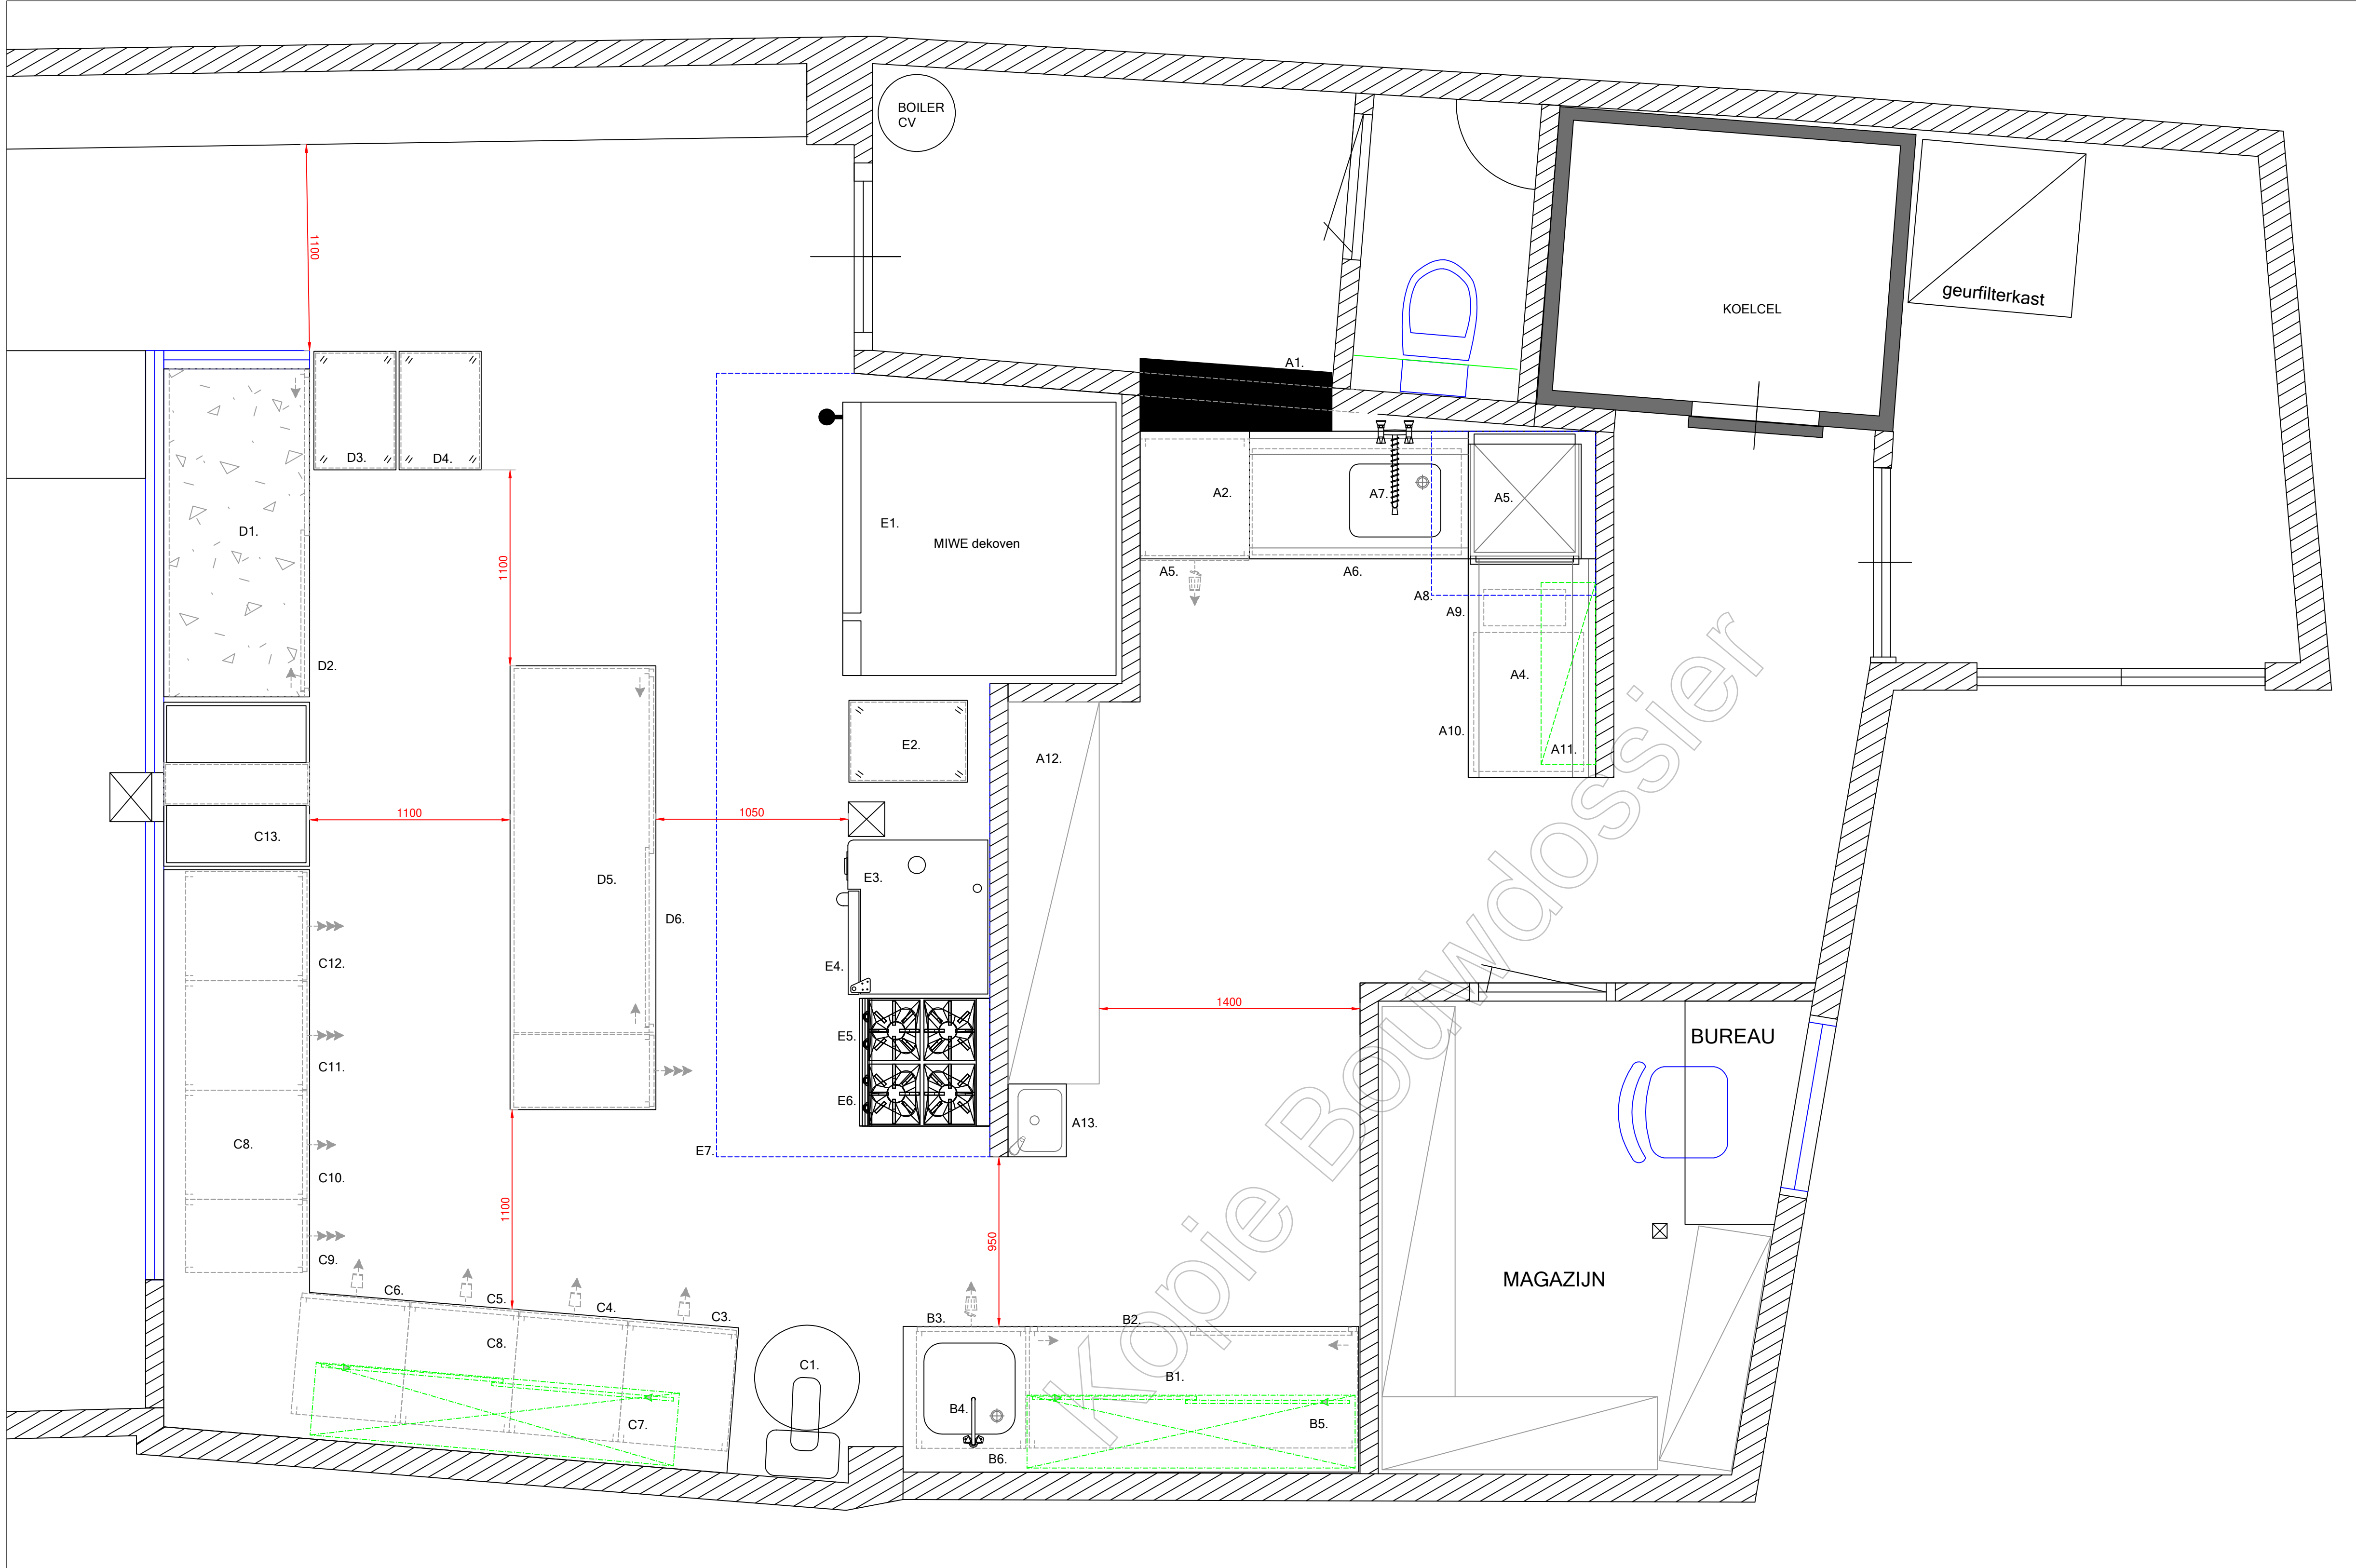 BOILER
CV
1100
KOELCEL
geurfilterkast
A1.
D3.
D4.
D1.
E1.
MIWE dekoven
A2.
A7.
A5.
1100
A5.
A6.
A8.
A9.
D2.
A4.
A10.
A11.
E2.
A12.
1100
1050
C13.
D5.
E3.
D6.
C12.
E4.
1400
E5.
BUREAU
C11.
E6.
A13.
C8.
E7.
C10.
1100
950
C9.
MAGAZIJN
C6.
C5.
C4.
C3.
B3.
B2.
C8.
C1.
B1.
C7.
B4.
B5.
B6.
Kopie Bouwdossier